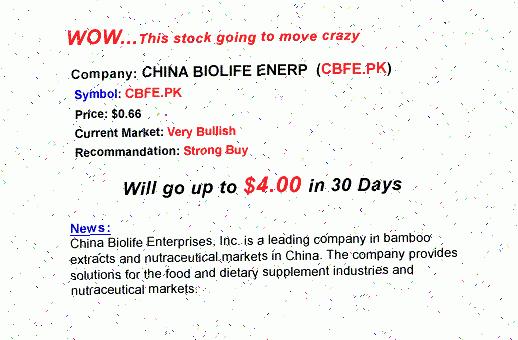 WOW...This stock going to move crazy
Company: CHINA BIOLIFE ENERP (CBFE.PK)
Symbol: CBFE.PK
Price: $0.66
Current Market: Very Bullish
Recommandation: Strong Buy
Will go up to $4.00 in 30 Days
News:
China Biolife Enterprises, Inc. is a leading company in bamboo
extracts and nutraceutical markets in China. The company provides
solutions for the food and dietary supplement industries and
nutraceutical markets.